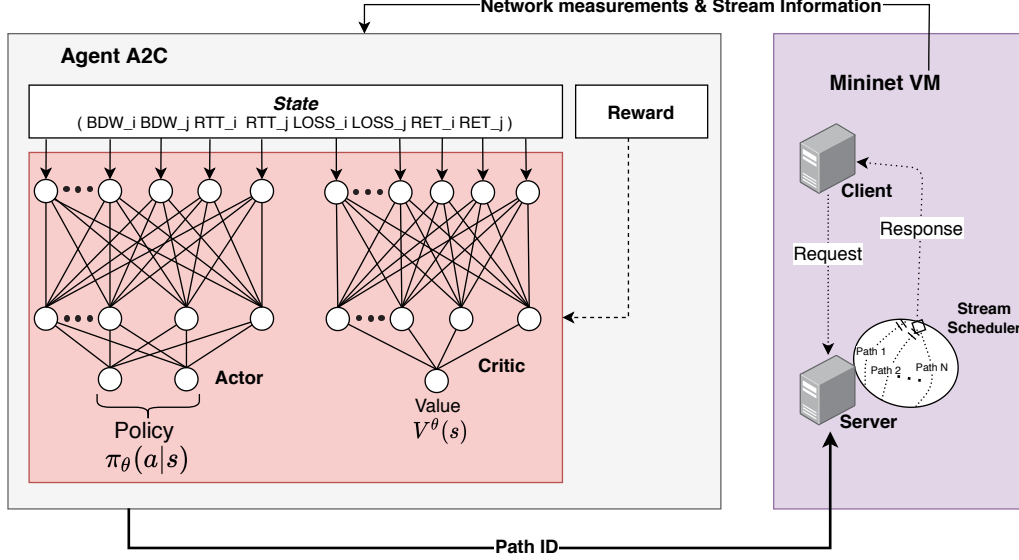 Network measurements & Stream Information
Agent A2C
State
( BDW_i BDW_j RTT_i RTT_j LOSS_i LOSS_j RET_i RET_j )
Reward
Actor
Critic
Policy
πθ(a|s)
Value
V^θ(s)
Mininet VM
Client
Response
Request
Stream
Scheduler
Path 1
Path 2
Path N
Server
Path ID